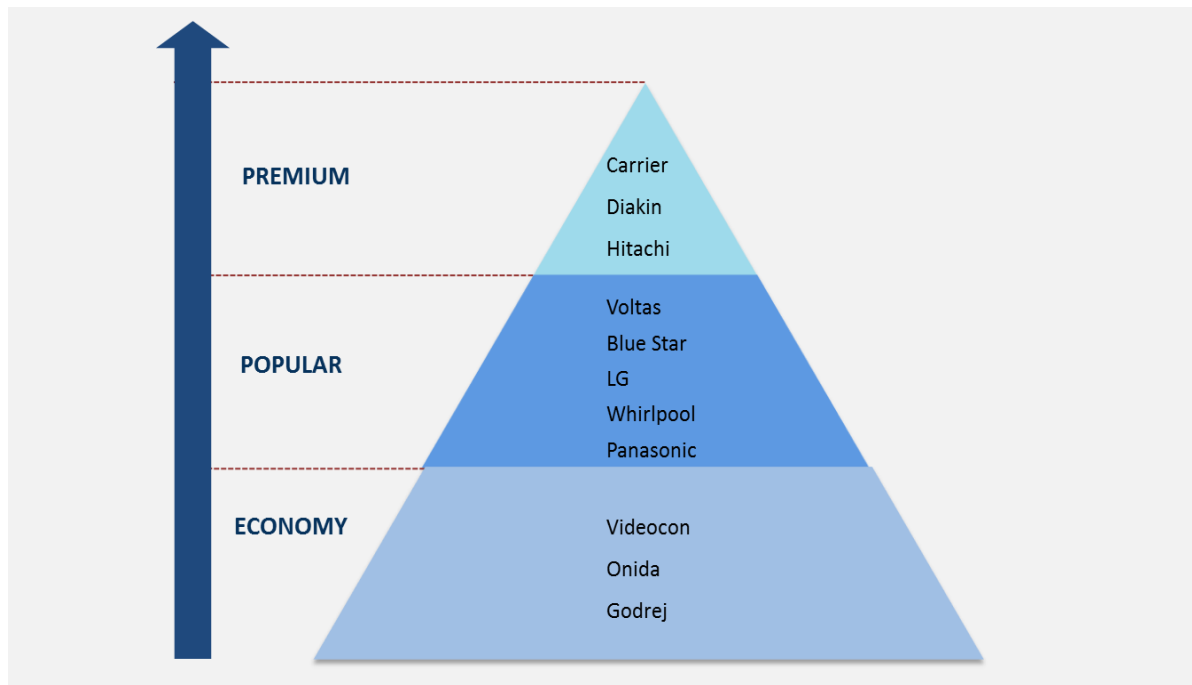 PREMIUM
Carrier
Diakin
Hitachi
POPULAR
Voltas
Blue Star
LG
Whirlpool
Panasonic
ECONOMY
Videocon
Onida
Godrej